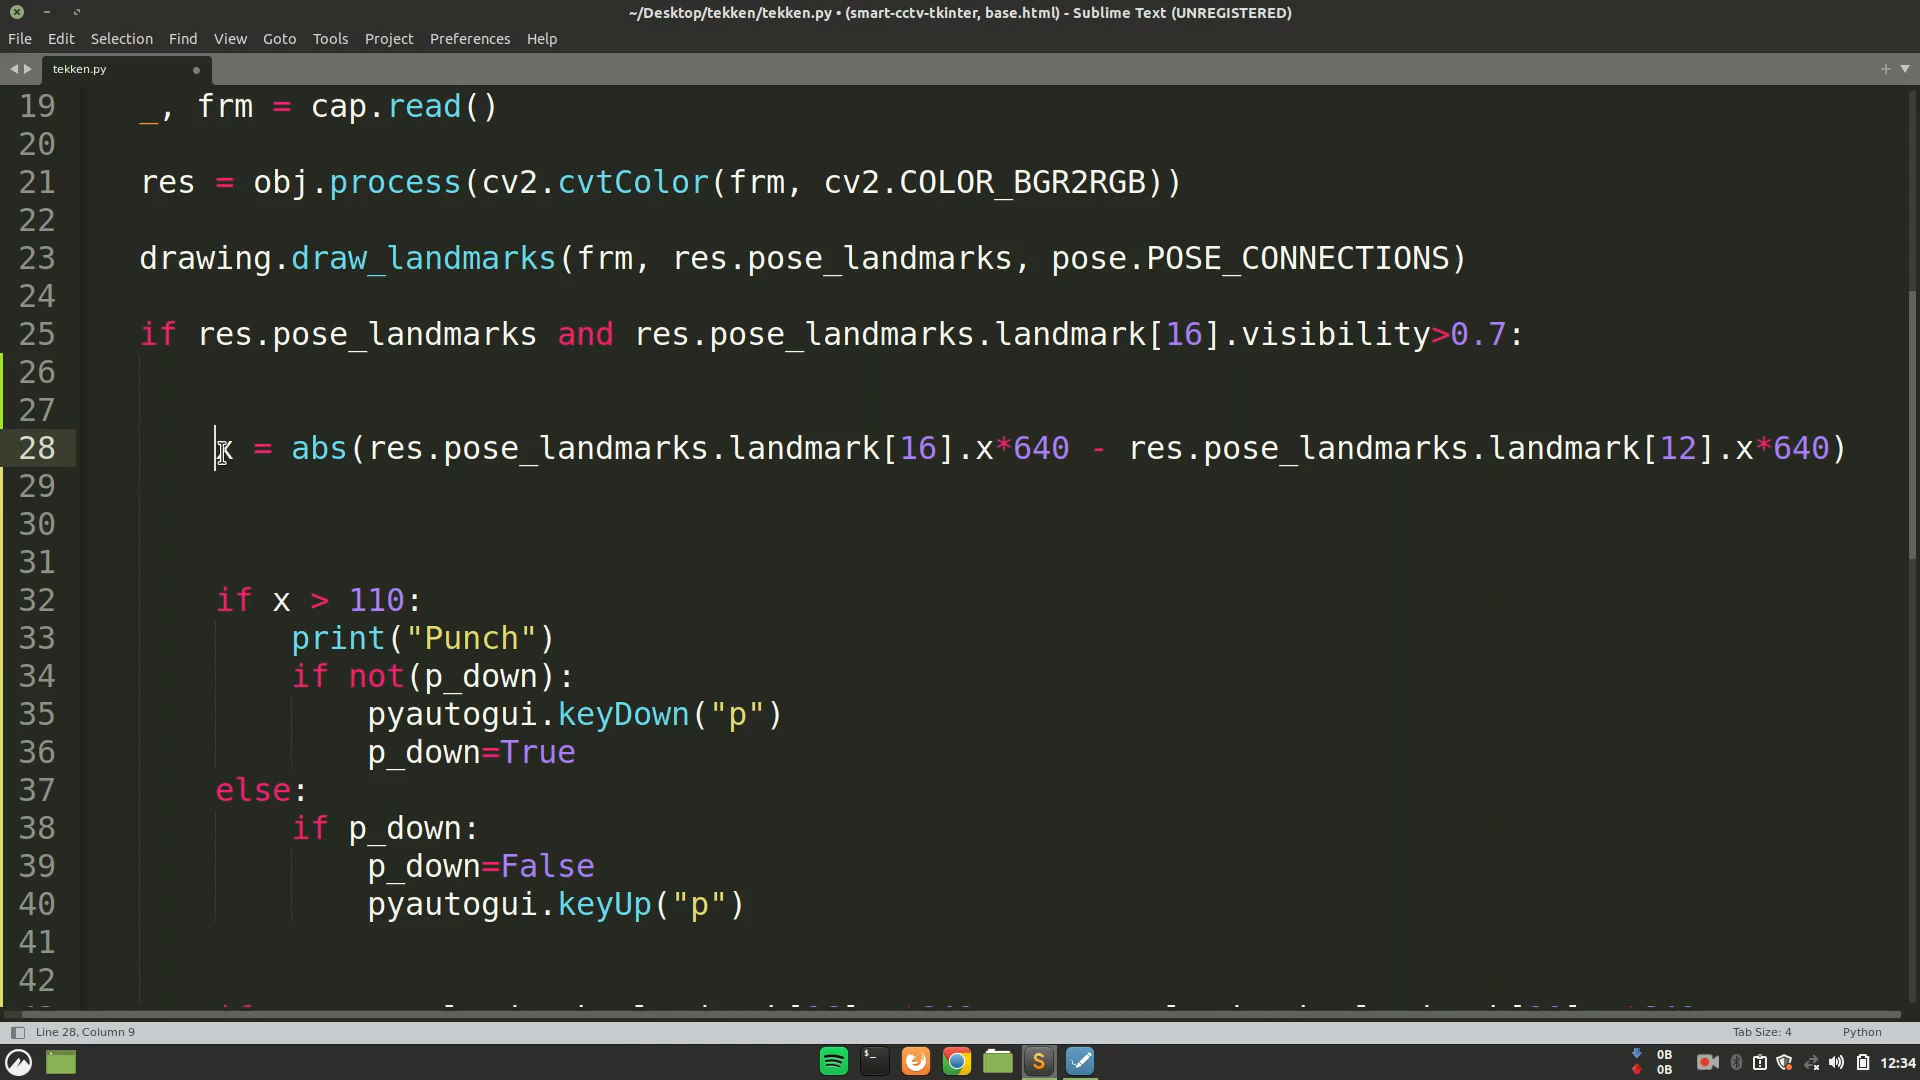 ~/Desktop/tekken/tekken.py • (smart-cctv-tkinter, base.html) - Sublime Text (UNREGISTERED)
File Edit Selection Find View Goto Tools Project Preferences Help
tekken.py
19 _, frm = cap.read()
20
21 res = obj.process(cv2.cvtColor(frm, cv2.COLOR_BGR2RGB))
22
23 drawing.draw_landmarks(frm, res.pose_landmarks, pose.POSE_CONNECTIONS)
24
25 if res.pose_landmarks and res.pose_landmarks.landmark[16].visibility>0.7:
26
27
28 x = abs(res.pose_landmarks.landmark[16].x*640 - res.pose_landmarks.landmark[12].x*640)
29
30
31
32 if x > 110:
33 print("Punch")
34 if not(p_down):
35 pyautogui.keyDown("p")
36 p_down=True
37 else:
38 if p_down:
39 p_down=False
40 pyautogui.keyUp("p")
41
42
Line 28, Column 9 Tab Size: 4 Python
$_ S 0B
0B
12:34